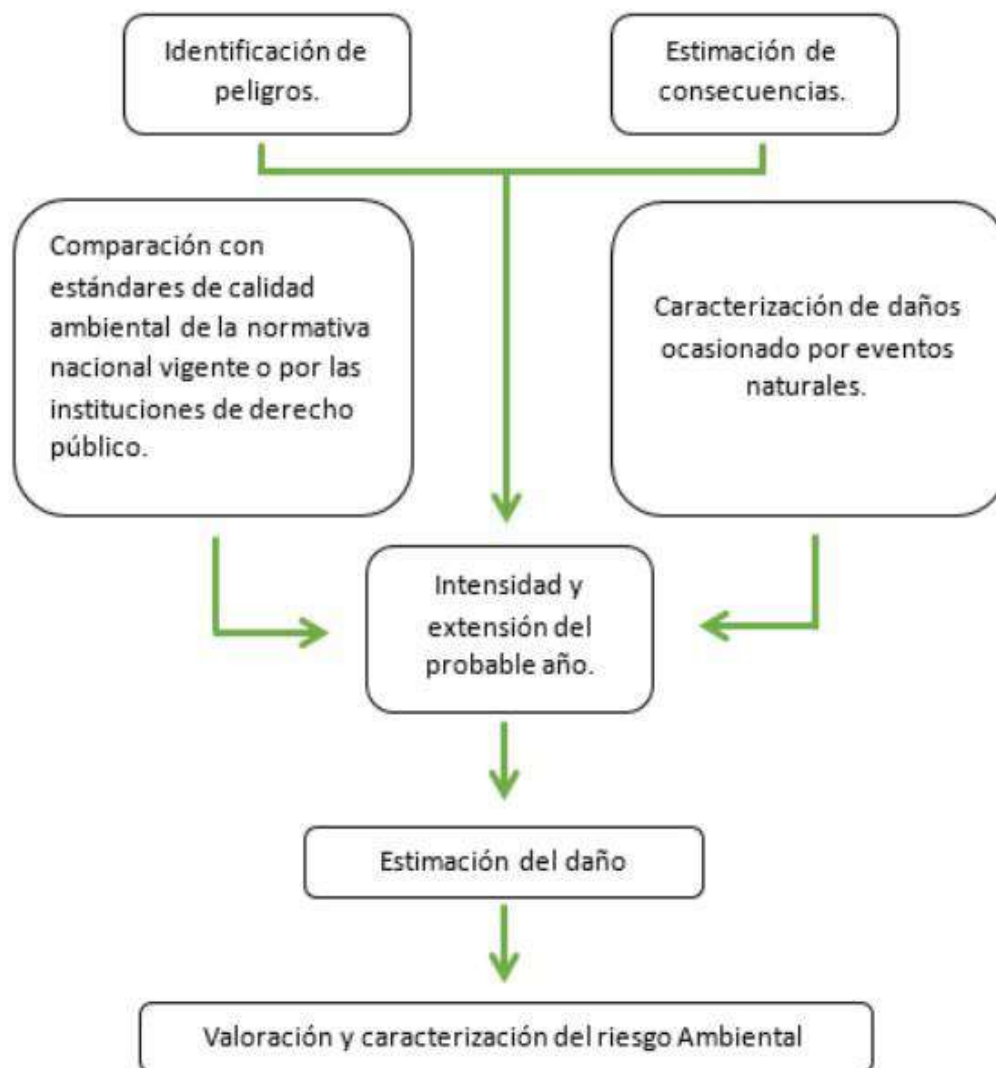 Identificación de
peligros.
Estimación de
consecuencias.
Comparación con
estándares de calidad
ambiental de la normativa
nacional vigente o por las
instituciones de derecho
público.
Caracterización de daños
ocasionado por eventos
naturales.
Intensidad y
extensión del
probable año.
Estimación del daño
Valoración y caracterización del riesgo Ambiental